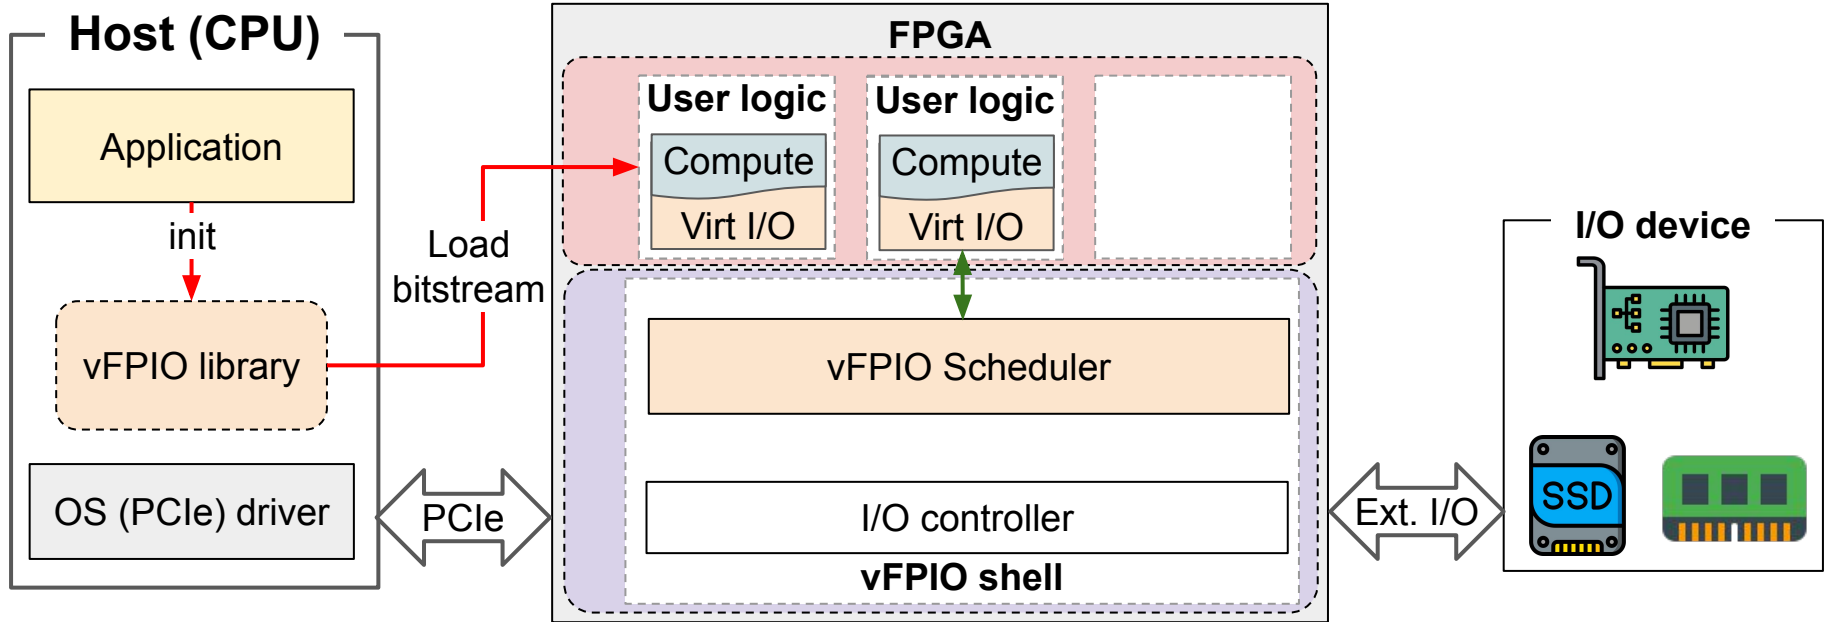 Host (CPU)
Application
init
vFPIO library
OS (PCIe) driver
Load
bitstream
PCIe
FPGA
User logic
Compute
Virt I/O
User logic
Compute
Virt I/O
vFPIO Scheduler
I/O controller
vFPIO shell
Ext. I/O
I/O device
SSD